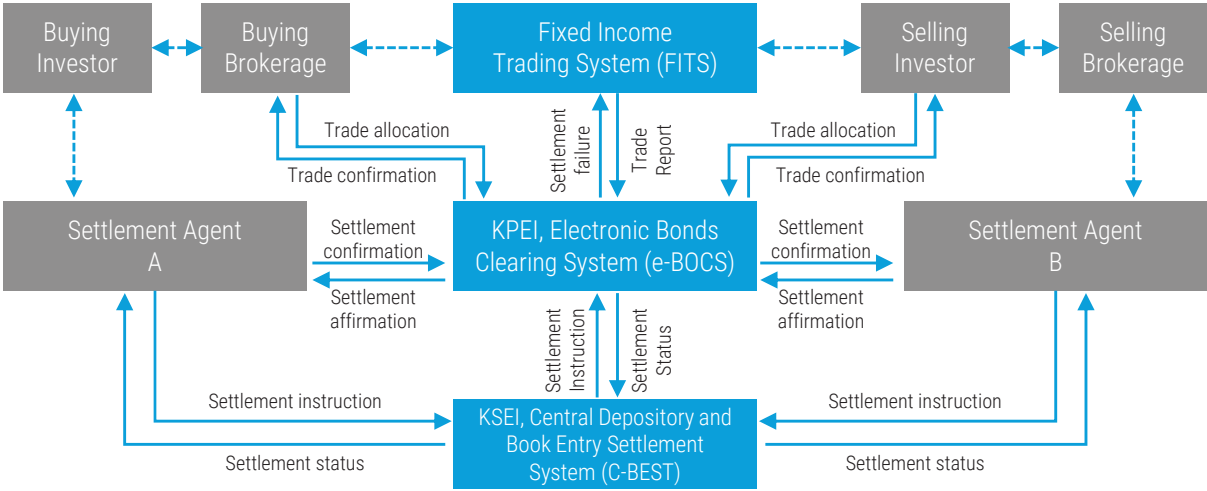 Buying
Investor
Buying
Brokerage
Fixed Income
Trading System (FITS)
Selling
Investor
Selling
Brokerage
Trade allocation
Trade confirmation
Settlement
failure
Trade
Report
Trade allocation
Trade confirmation
Settlement Agent
A
Settlement
confirmation
Settlement
affirmation
KPEI, Electronic Bonds
Clearing System (e-BOCS)
Settlement
confirmation
Settlement
affirmation
Settlement Agent
B
Settlement
Instruction
Settlement
Status
Settlement instruction
Settlement status
KSEI, Central Depository and
Book Entry Settlement
System (C-BEST)
Settlement instruction
Settlement status